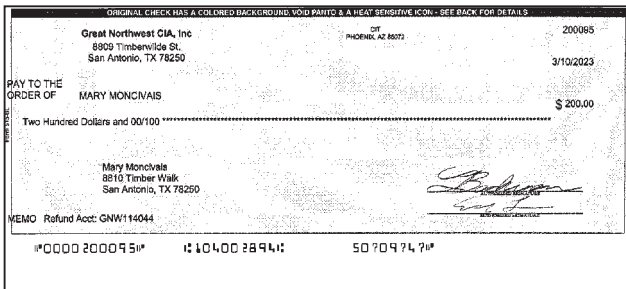 ORIGINAL CHECK HAS A COLORED BACKGROUND, VOID PANTO & A HEAT SENSITIVE ICON - SEE BACK FOR DETAILS
Great Northwest CIA, Inc
8809 Timberwilde St.
San Antonio, TX 78250
CIT
PHOENIX, AZ 85072
200095
3/10/2023
PAY TO THE
ORDER OF MARY MONCIVAIS
$ 200.00
Two Hundred Dollars and 00/100
Mary Moncivais
8810 Timber Walk
San Antonio, TX 78250
MEMO Refund Acct: GNW114044